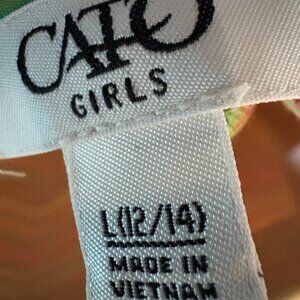 CATO
GIRLS
L(12/14)
MADE IN
VIETNAM